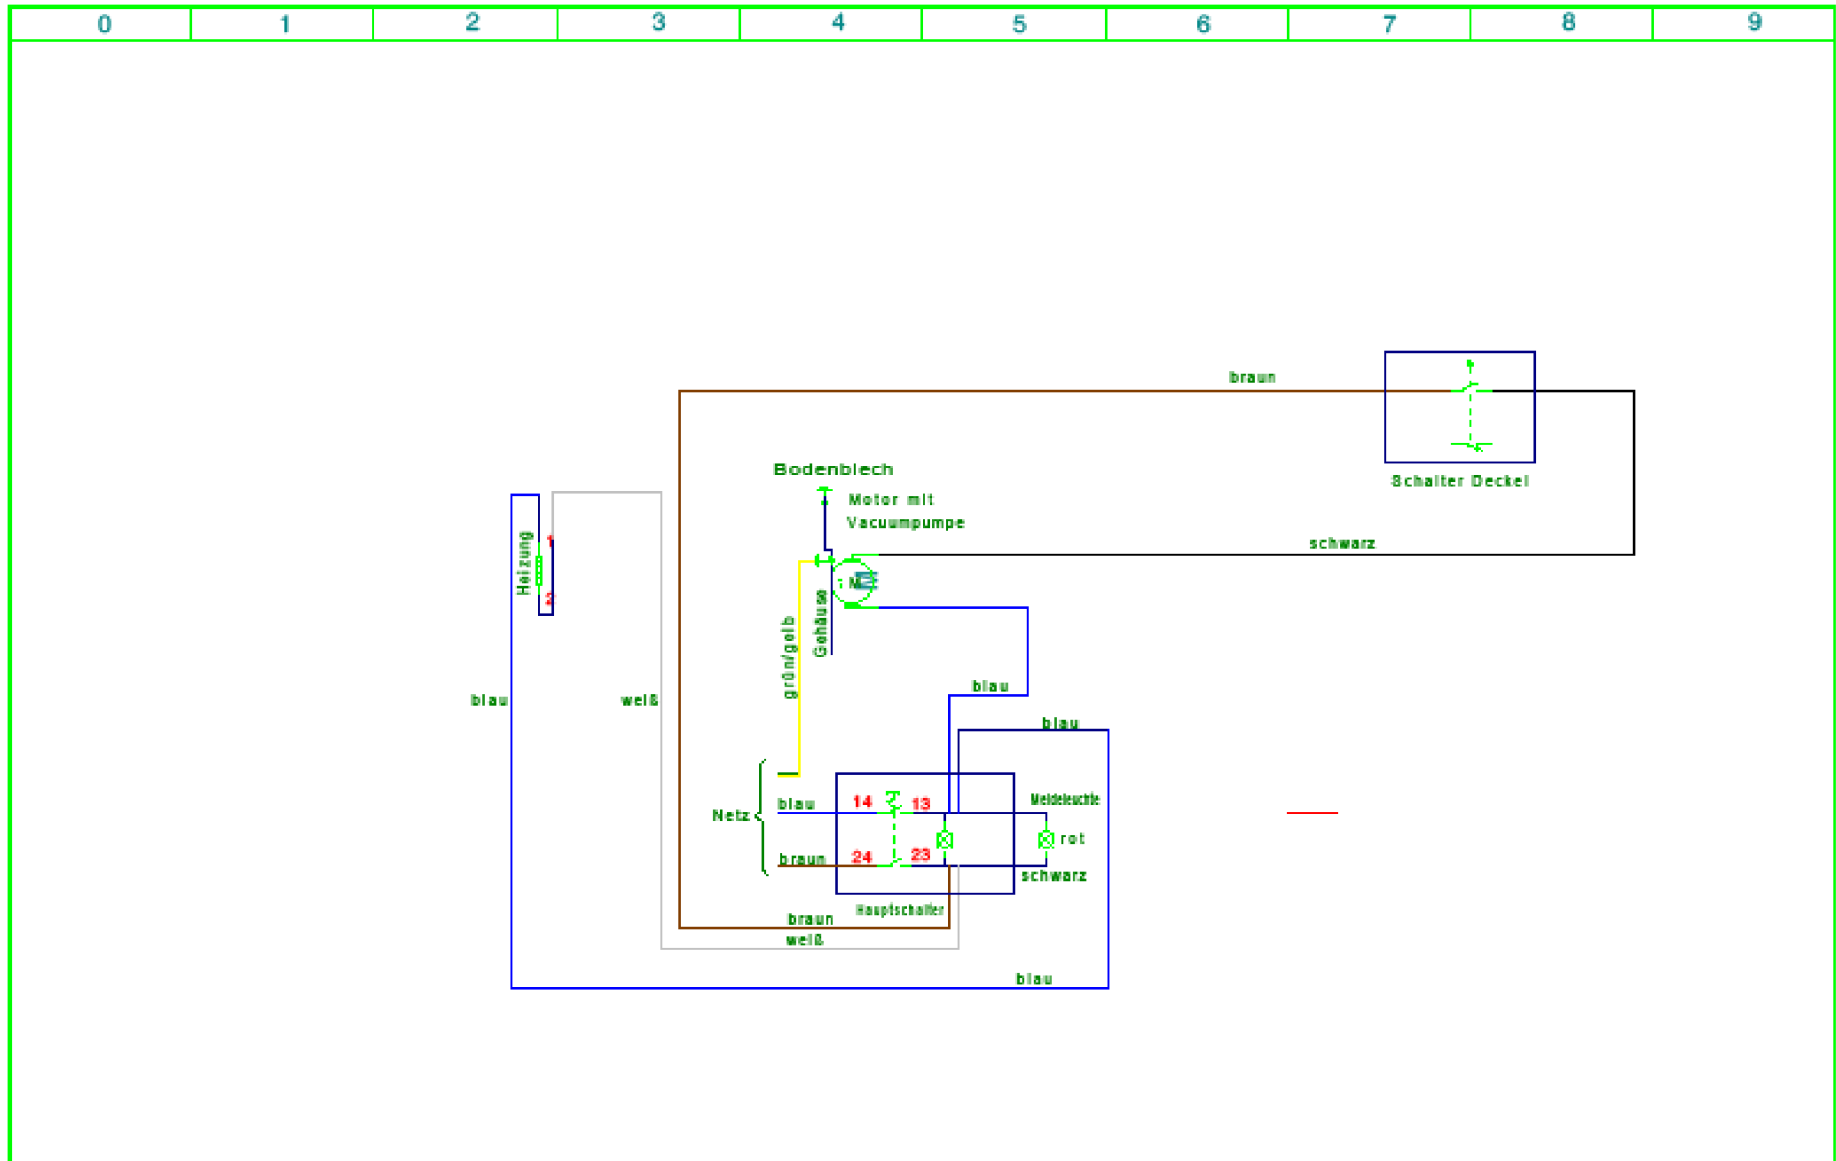 0 1 2 3 4 5 6 7 8 9
braun
Schalter Deckel
Bodenblech
Motor mit
Vacuumpumpe
schwarz
M
Heizung
1
2
Gehäuse
grün/gelb
blau
weiß
blau
blau
Netz
blau
14
13
Meldeleuchte
rot
braun
24
23
schwarz
Hauptschalter
braun
weiß
blau